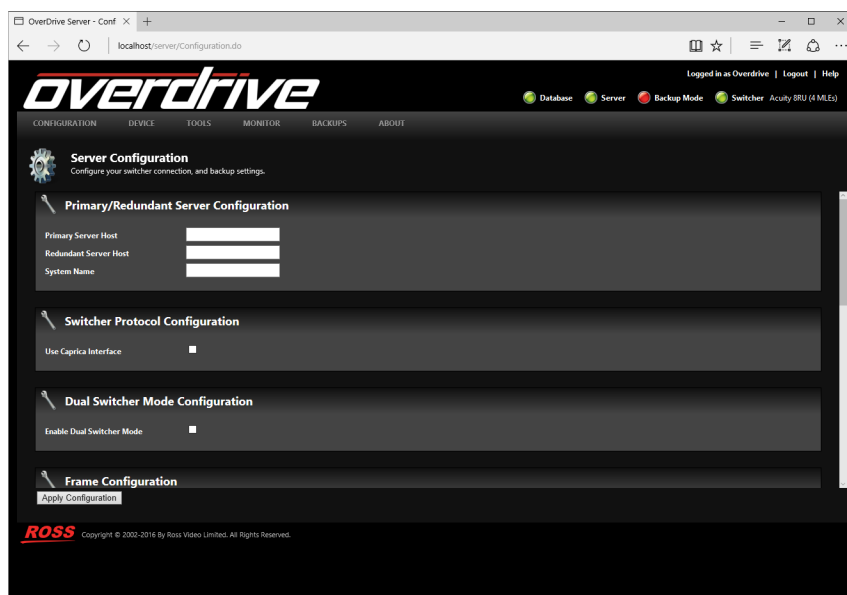 OverDrive Server - Conf
localhost/server/Configuration.do
Logged in as Overdrive | Logout | Help
overdrive
Database Server Backup Mode Switcher Acuity 8RU (4 MLEs)
CONFIGURATION DEVICE TOOLS MONITOR BACKUPS ABOUT
Server Configuration
Configure your switcher connection, and backup settings.
Primary/Redundant Server Configuration
Primary Server Host
Redundant Server Host
System Name
Switcher Protocol Configuration
Use Caprica Interface
Dual Switcher Mode Configuration
Enable Dual Switcher Mode
Frame Configuration
Apply Configuration
ROSS Copyright © 2002-2016 By Ross Video Limited. All Rights Reserved.